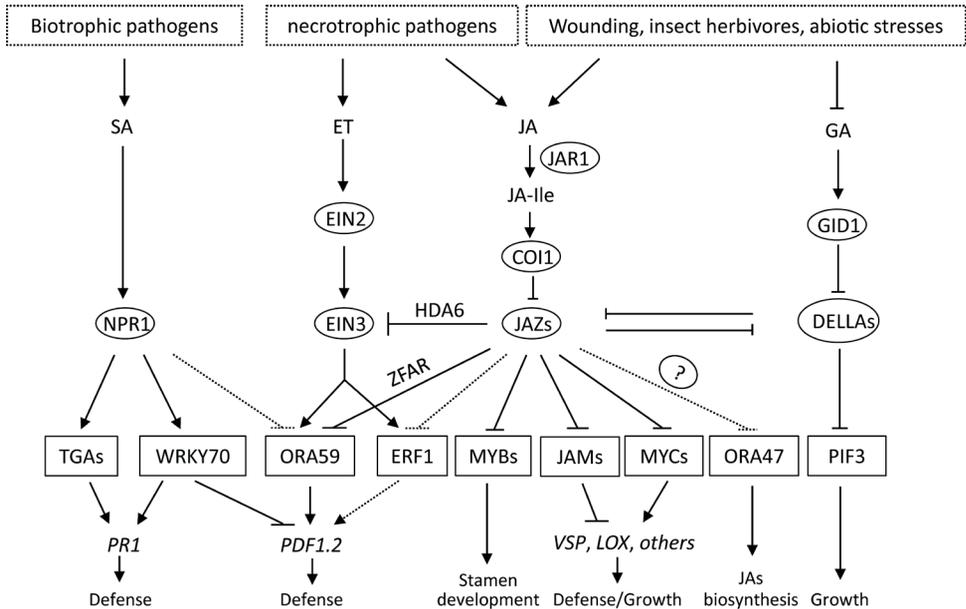 Biotrophic pathogens
necrotrophic pathogens
Wounding, insect herbivores, abiotic stresses
SA
ET
JA
GA
JAR1
JA-Ile
EIN2
GID1
COI1
NPR1
EIN3
HDA6
JAZs
DELLAs
ZFAR
?
TGAs
WRKY70
ORA59
ERF1
MYBs
JAMs
MYCs
ORA47
PIF3
PR1
PDF1.2
VSP, LOX, others
Defense
Defense
Stamen
development
Defense/Growth
JAs
biosynthesis
Growth